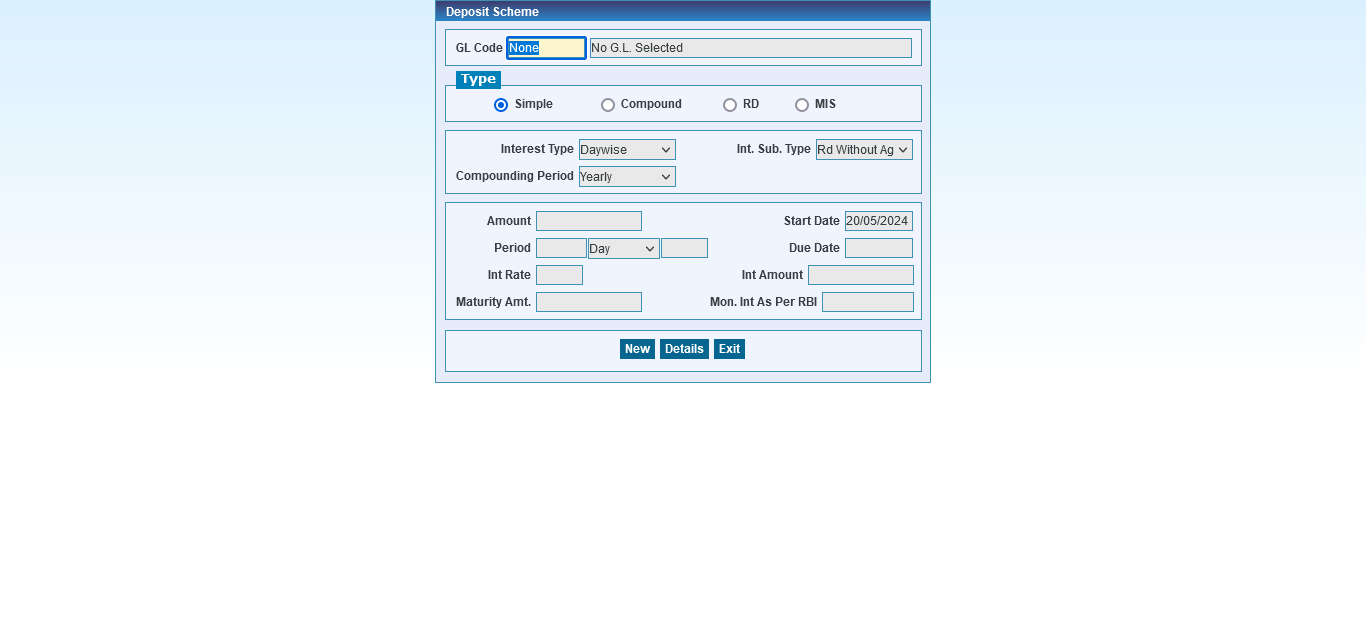 Deposit Scheme
GL Code None No G.L. Selected
Type
Simple Compound RD MIS
Interest Type Daywise Int. Sub. Type Rd Without Ag
Compounding Period Yearly
Amount Start Date 20/05/2024
Period Day Due Date
Int Rate Int Amount
Maturity Amt. Mon. Int As Per RBI
New Details Exit